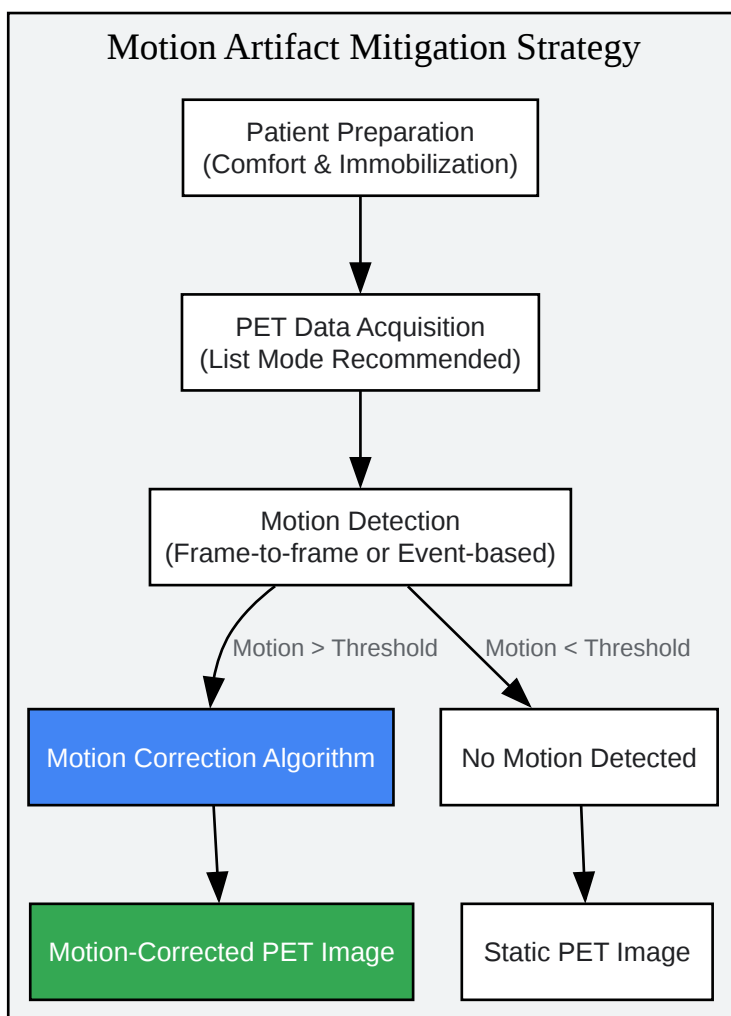 Motion Artifact Mitigation Strategy
Patient Preparation
(Comfort & Immobilization)
PET Data Acquisition
(List Mode Recommended)
Motion Detection
(Frame-to-frame or Event-based)
Motion > Threshold
Motion < Threshold
Motion Correction Algorithm
No Motion Detected
Motion-Corrected PET Image
Static PET Image